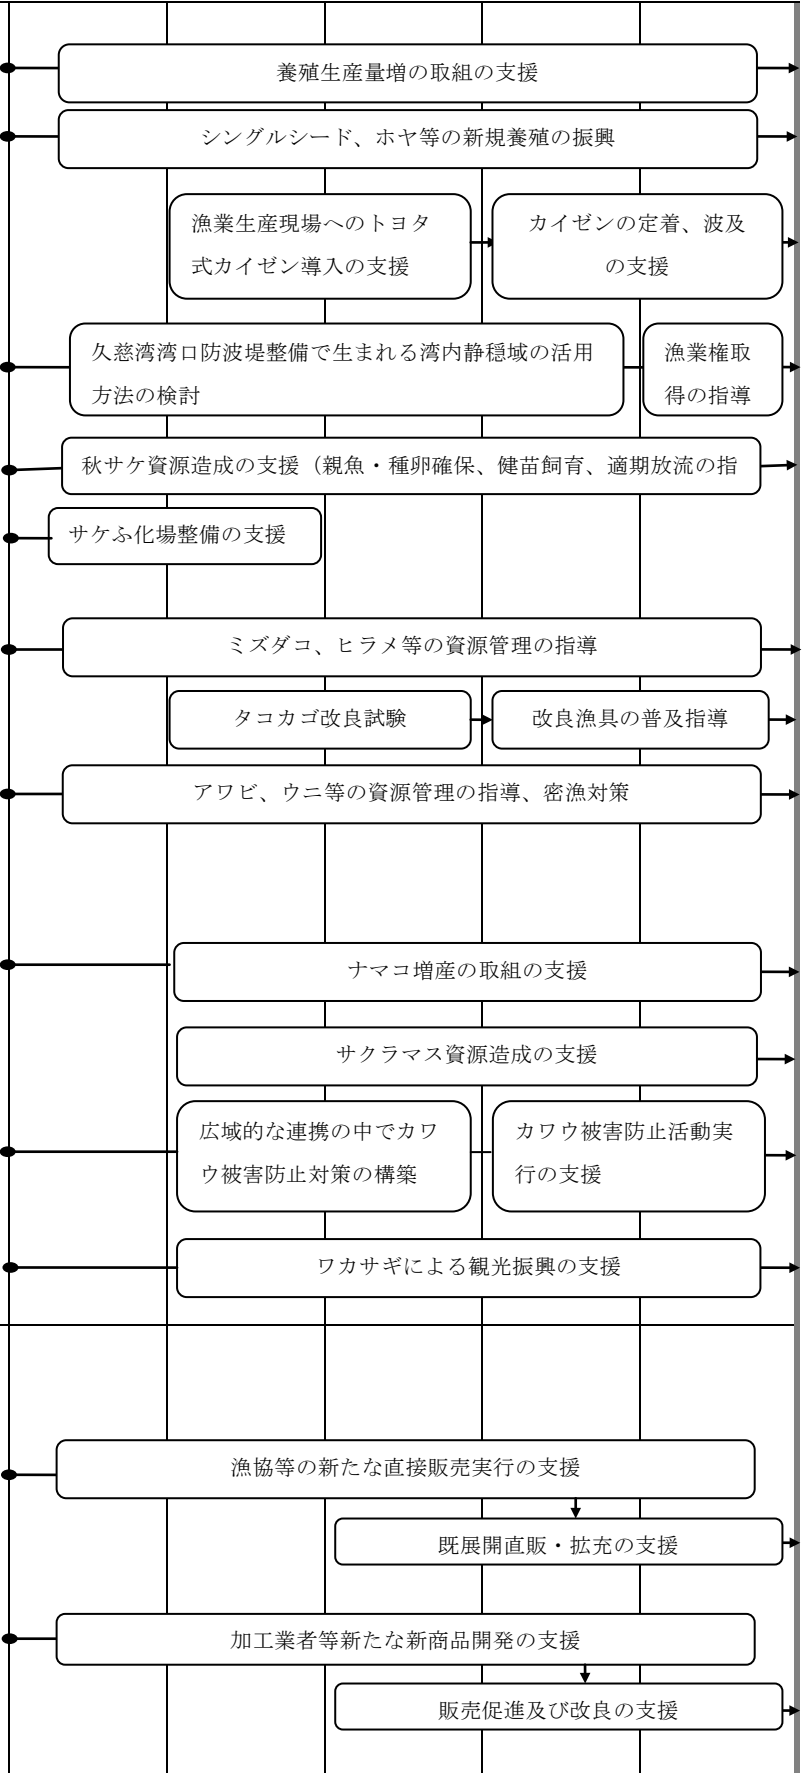 養殖生産量増の取組の支援
シングルシード、ホヤ等の新規養殖の振興
漁業生産現場へのトヨタ
式カイゼン導入の支援
カイゼンの定着、波及
の支援
久慈湾湾口防波堤整備で生まれる湾内静穏域の活用
方法の検討
漁業権取
得の指導
秋サケ資源造成の支援（親魚・種卵確保、健苗飼育、適期放流の指
サケふ化場整備の支援
ミズダコ、ヒラメ等の資源管理の指導
タコカゴ改良試験
改良漁具の普及指導
アワビ、ウニ等の資源管理の指導、密漁対策
ナマコ増産の取組の支援
サクラマス資源造成の支援
広域的な連携の中でカワ
ウ被害防止対策の構築
カワウ被害防止活動実
行の支援
ワカサギによる観光振興の支援
漁協等の新たな直接販売実行の支援
既展開直販・拡充の支援
加工業者等新たな新商品開発の支援
販売促進及び改良の支援